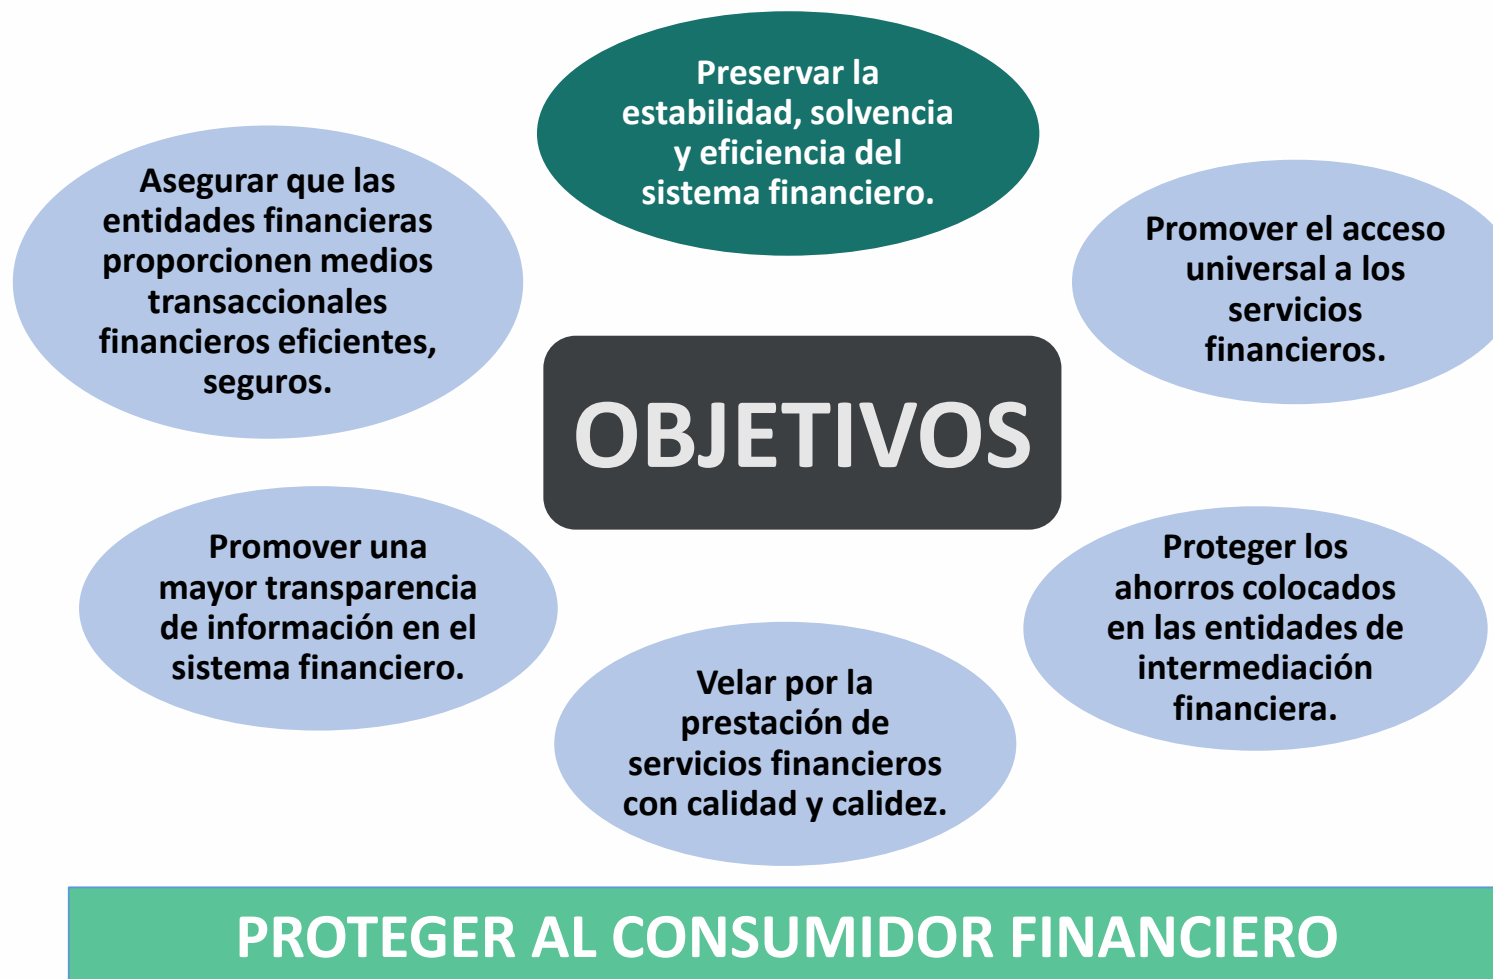 Preservar la
estabilidad, solvencia
y eficiencia del
sistema financiero.
Asegurar que las
entidades financieras
proporcionen medios
transaccionales
financieros eficientes,
seguros.
Promover el acceso
universal a los
servicios
financieros.
OBJETIVOS
Promover una
mayor transparencia
de información en el
sistema financiero.
Proteger los
ahorros colocados
en las entidades de
intermediación
financiera.
Velar por la
prestación de
servicios financieros
con calidad y calidez.
PROTEGER AL CONSUMIDOR FINANCIERO